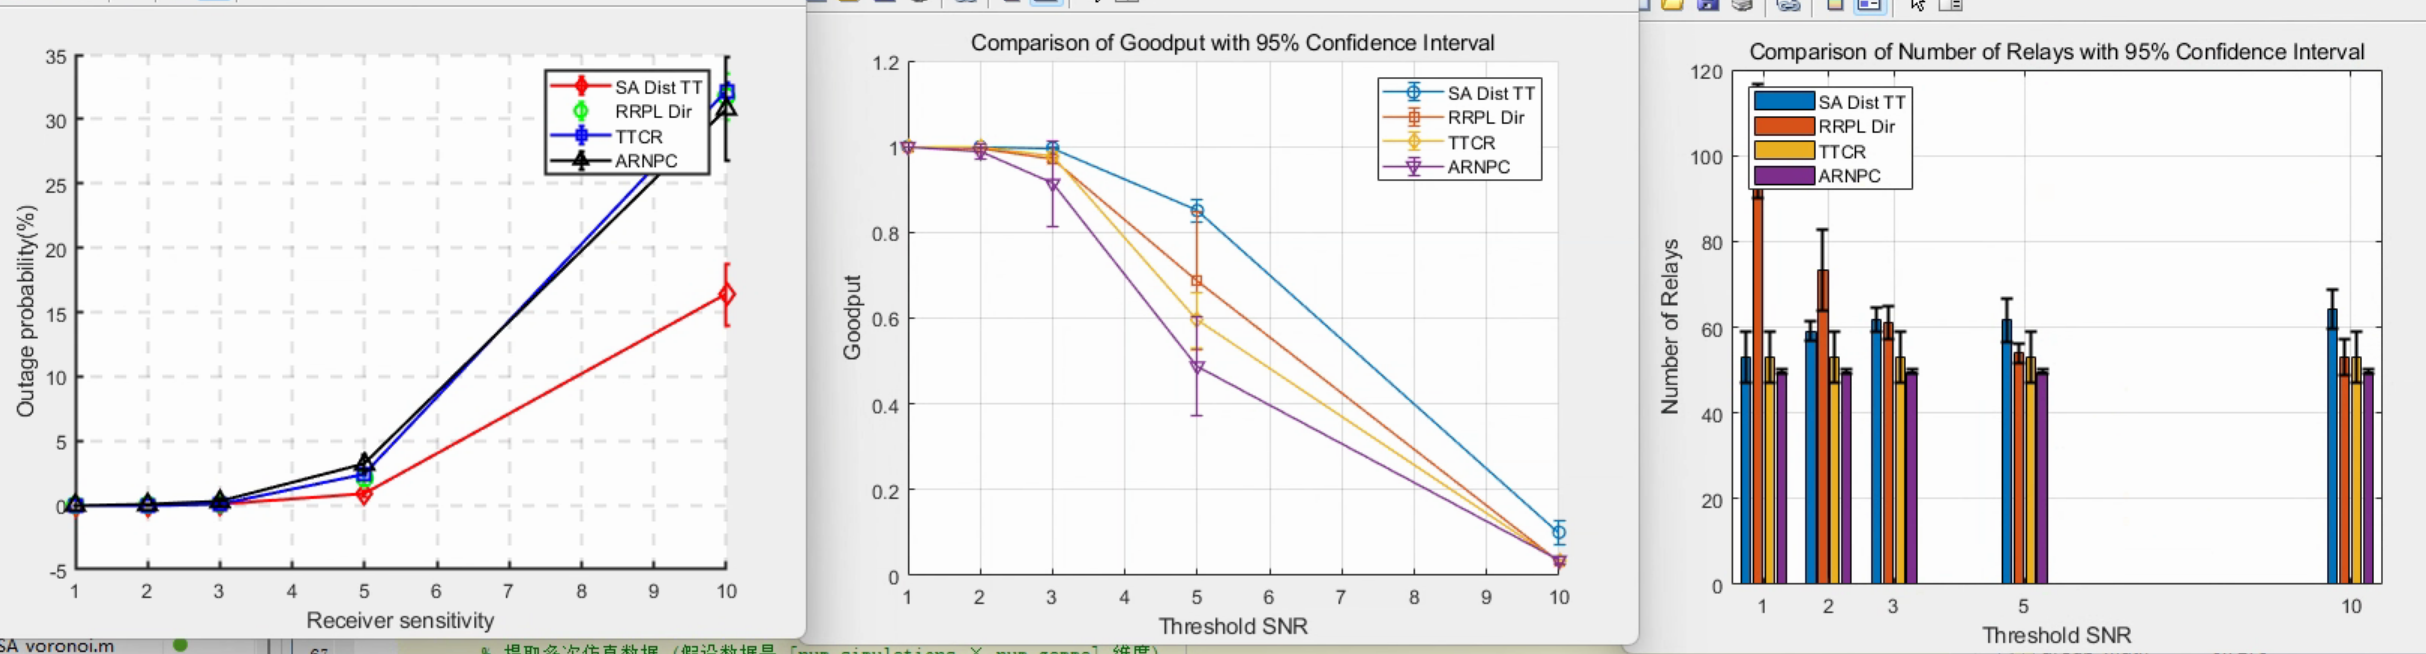 35
30
25
20
15
10
5
0
-5
1 2 3 4 5 6 7 8 9 10
Outage probability(%)
Receiver sensitivity
SA Dist TT
RRPL Dir
TTCR
ARNPC
Comparison of Goodput with 95% Confidence Interval
1.2
1
0.8
0.6
0.4
0.2
0
1 2 3 4 5 6 7 8 9 10
Goodput
Threshold SNR
SA Dist TT
RRPL Dir
TTCR
ARNPC
Comparison of Number of Relays with 95% Confidence Interval
120
100
80
60
40
20
0
1 2 3 5 10
Number of Relays
Threshold SNR
SA Dist TT
RRPL Dir
TTCR
ARNPC
SA_voronoi.m